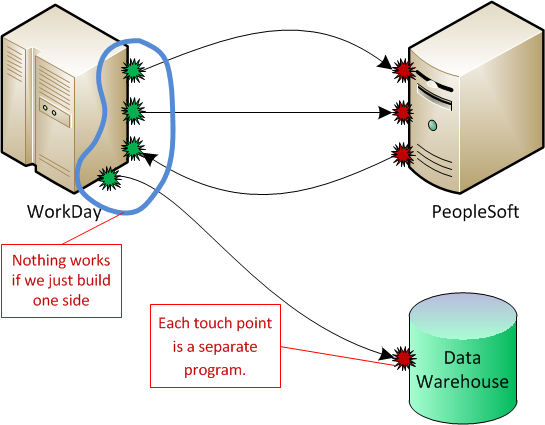 WorkDay
PeopleSoft
Nothing works
if we just build
one side
Each touch point
is a separate
program.
Data
Warehouse